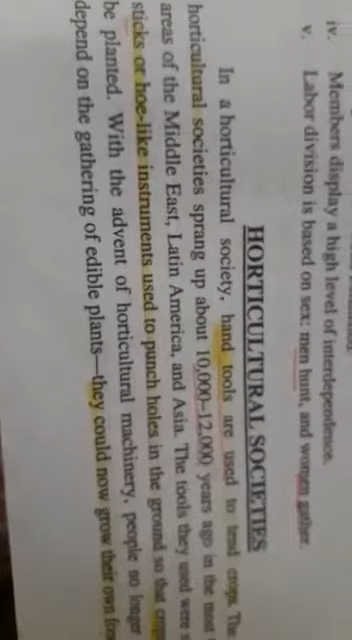 iv. Members display a high level of interdependence.
v. Labor division is based on sex: men hunt, and women gather.
HORTICULTURAL SOCIETIES
In a horticultural society, hand tools are used to tend crops. The
horticultural societies sprang up about 10,000–12,000 years ago in the most
areas of the Middle East, Latin America, and Asia. The tools they used were
sticks or hoe-like instruments used to punch holes in the ground so that
be planted. With the advent of horticultural machinery, people no longer
depend on the gathering of edible plants—they could now grow their own